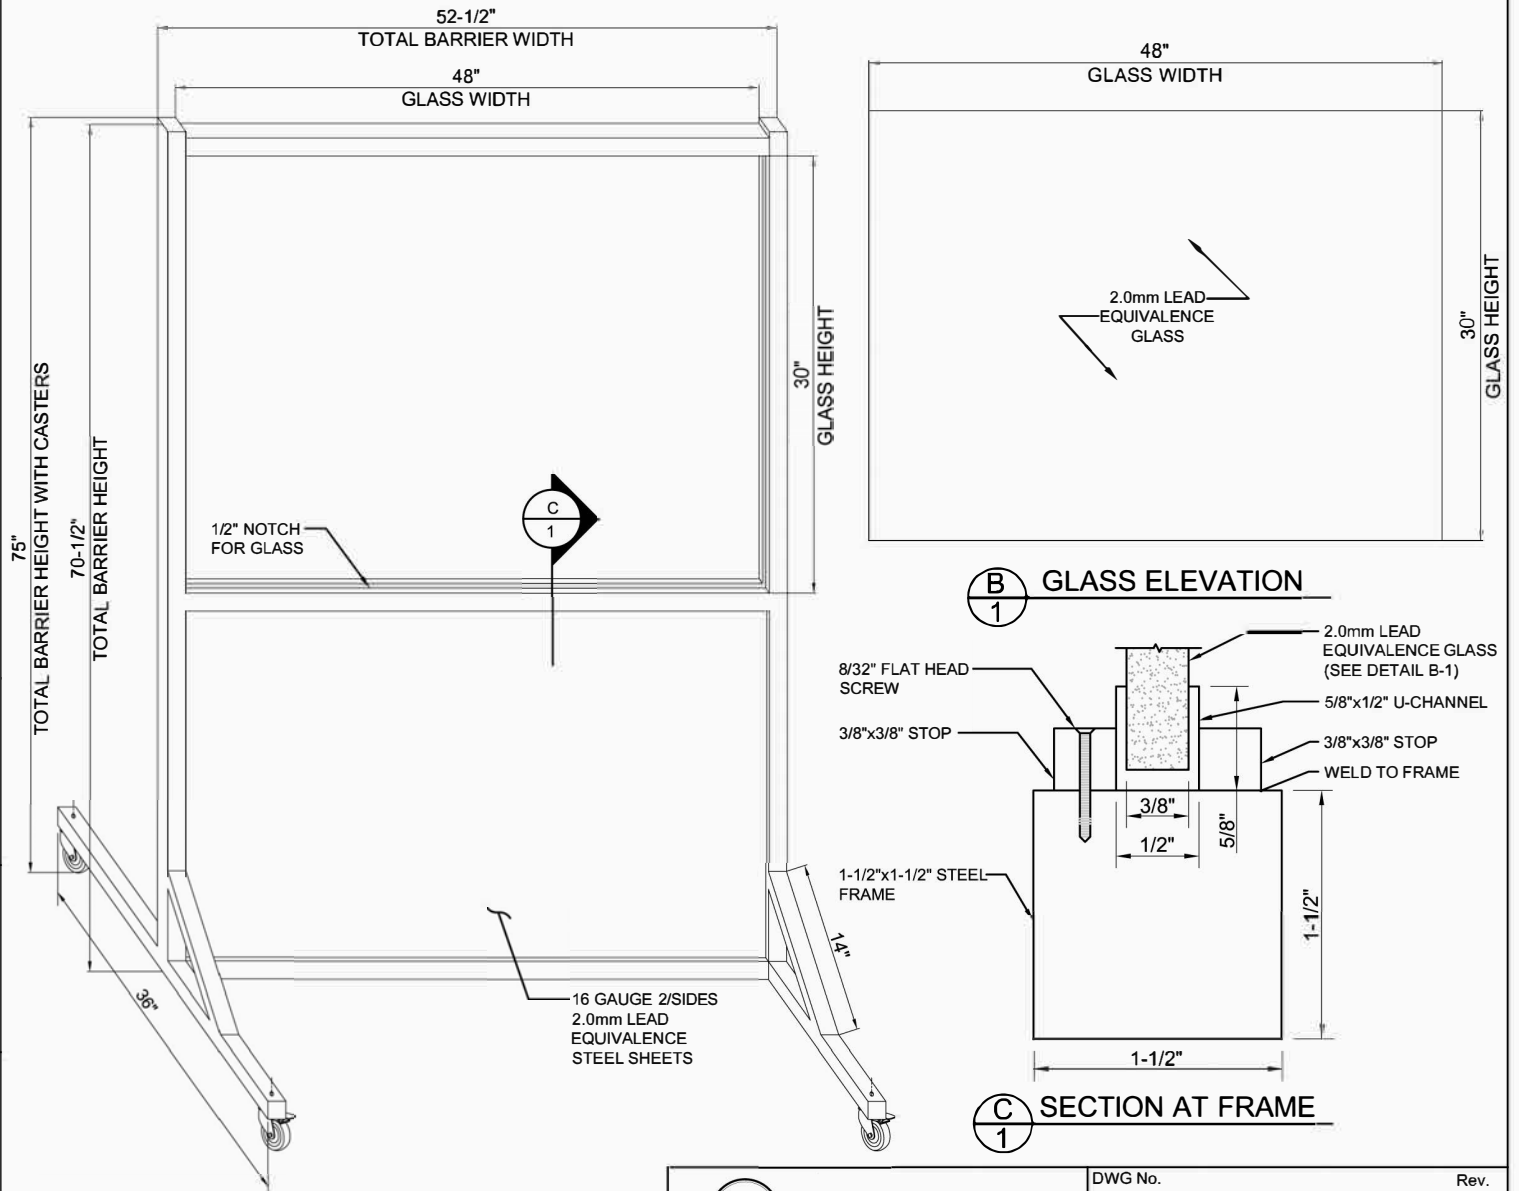 52-1/2"
TOTAL BARRIER WIDTH
48"
GLASS WIDTH
75"
TOTAL BARRIER HEIGHT WITH CASTERS
70-1/2"
TOTAL BARRIER HEIGHT
30"
GLASS HEIGHT
1/2" NOTCH
FOR GLASS
C
1
36"
14"
16 GAUGE 2/SIDES
2.0mm LEAD
EQUIVALENCE
STEEL SHEETS
48"
GLASS WIDTH
2.0mm LEAD
EQUIVALENCE
GLASS
30"
GLASS HEIGHT
B
1
GLASS ELEVATION
8/32" FLAT HEAD
SCREW
3/8"x3/8" STOP
1-1/2"x1-1/2" STEEL
FRAME
2.0mm LEAD
EQUIVALENCE GLASS
(SEE DETAIL B-1)
5/8"x1/2" U-CHANNEL
3/8"x3/8" STOP
WELD TO FRAME
3/8"
1/2"
5/8"
1-1/2"
1-1/2"
C
1
SECTION AT FRAME
DWG No.
Rev.